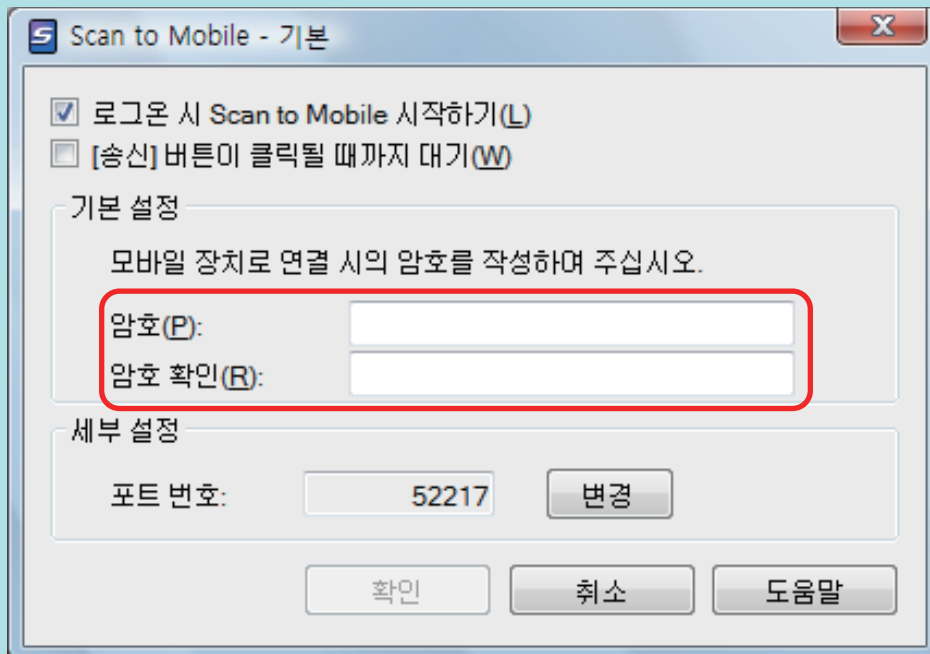 Scan to Mobile - 기본
로그온 시 Scan to Mobile 시작하기(L)
[송신] 버튼이 클릭될 때까지 대기(W)
기본 설정
모바일 장치로 연결 시의 암호를 작성하여 주십시오.
암호(P):
암호 확인(R):
세부 설정
포트 번호: 52217 변경
확인 취소 도움말